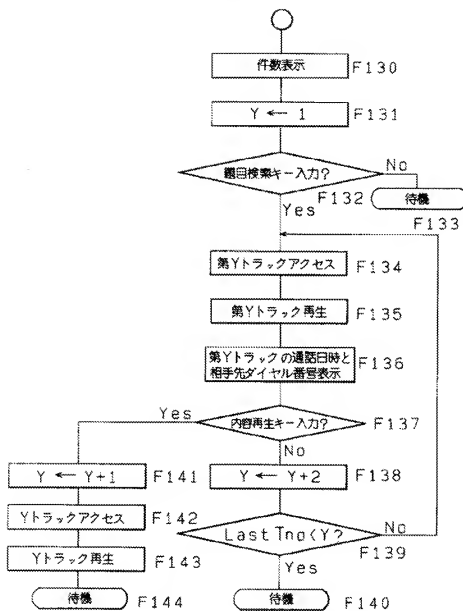 件数表示 F130
Y ← 1 F131
題目検索キー入力? No
F132 待機
Yes F133
第Yトラックアクセス F134
第Yトラック再生 F135
第Yトラックの通話日時と F136
相手先ダイヤル番号表示
Yes 内容再生キー入力? F137
No
Y ← Y+1 F141 Y ← Y+2 F138
Yトラックアクセス F142 Last Tno<Y? No
F139
Yトラック再生 F143 Yes
待機 F144 待機 F140